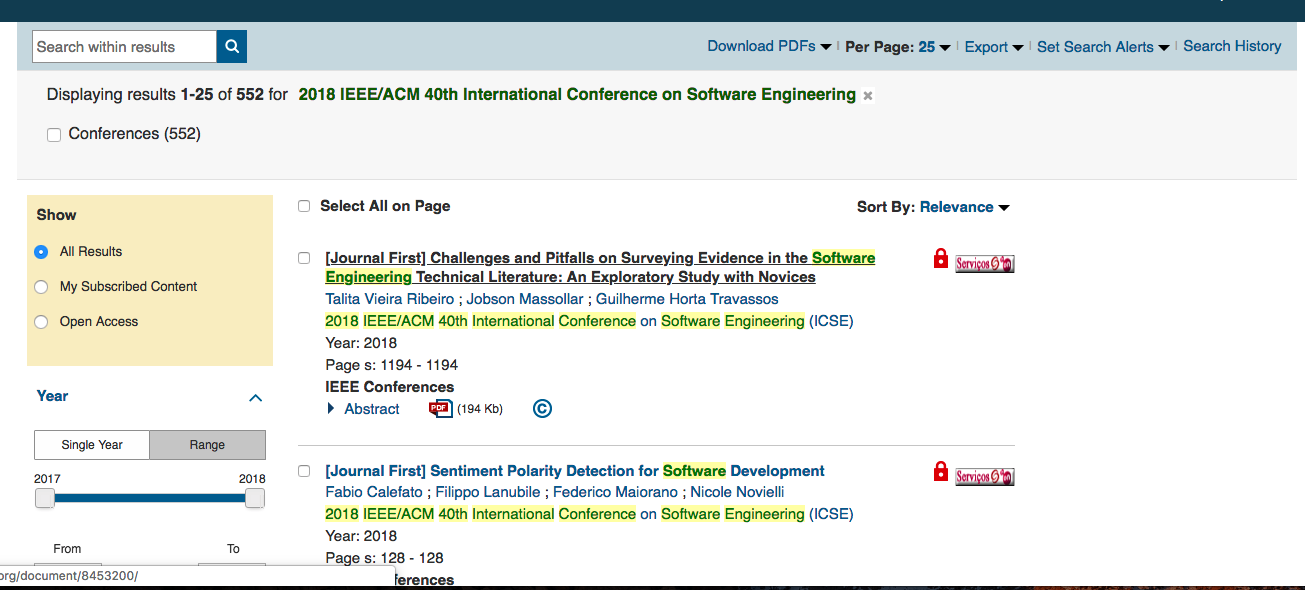 Search within results
Download PDFs Per Page: 25 Export Set Search Alerts Search History
Displaying results 1-25 of 552 for 2018 IEEE/ACM 40th International Conference on Software Engineering ×
Conferences (552)
Show
All Results
My Subscribed Content
Open Access
Year
Single Year Range
2017 2018
From To
Select All on Page
Sort By: Relevance
[Journal First] Challenges and Pitfalls on Surveying Evidence in the Software
Engineering Technical Literature: An Exploratory Study with Novices
Talita Vieira Ribeiro ; Jobson Massollar ; Guilherme Horta Travassos
2018 IEEE/ACM 40th International Conference on Software Engineering (ICSE)
Year: 2018
Page s: 1194 - 1194
IEEE Conferences
Abstract PDF (194 Kb) ©
Serviços
[Journal First] Sentiment Polarity Detection for Software Development
Fabio Calefato ; Filippo Lanubile ; Federico Maiorano ; Nicole Novielli
2018 IEEE/ACM 40th International Conference on Software Engineering (ICSE)
Year: 2018
Page s: 128 - 128
ferences
Serviços
org/document/8453200/